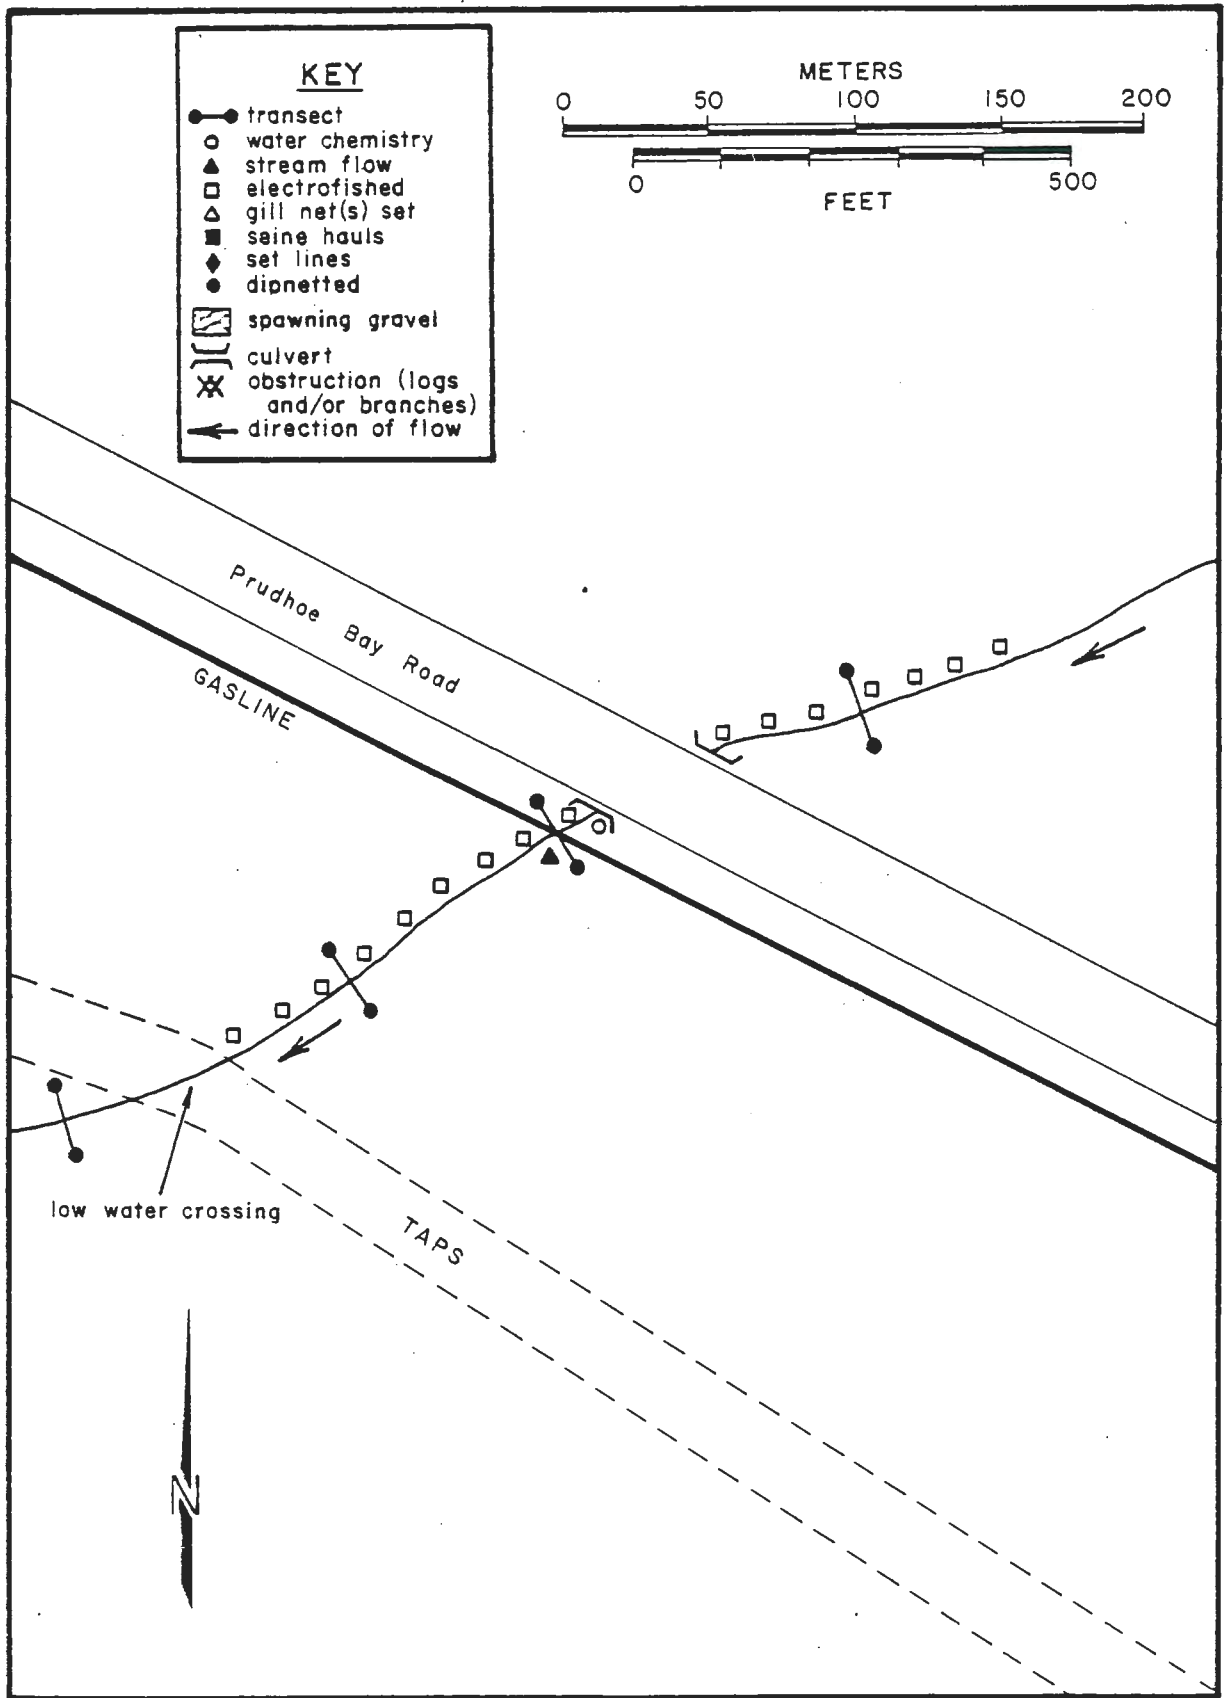 KEY
transect
water chemistry
stream flow
electrofished
gill net(s) set
seine hauls
set lines
dipnetted
spawning gravel
culvert
obstruction (logs
and/or branches)
direction of flow
METERS
0 50 100 150 200
0 500
FEET
Prudhoe Bay Road
GASLINE
low water crossing
TAPS
N